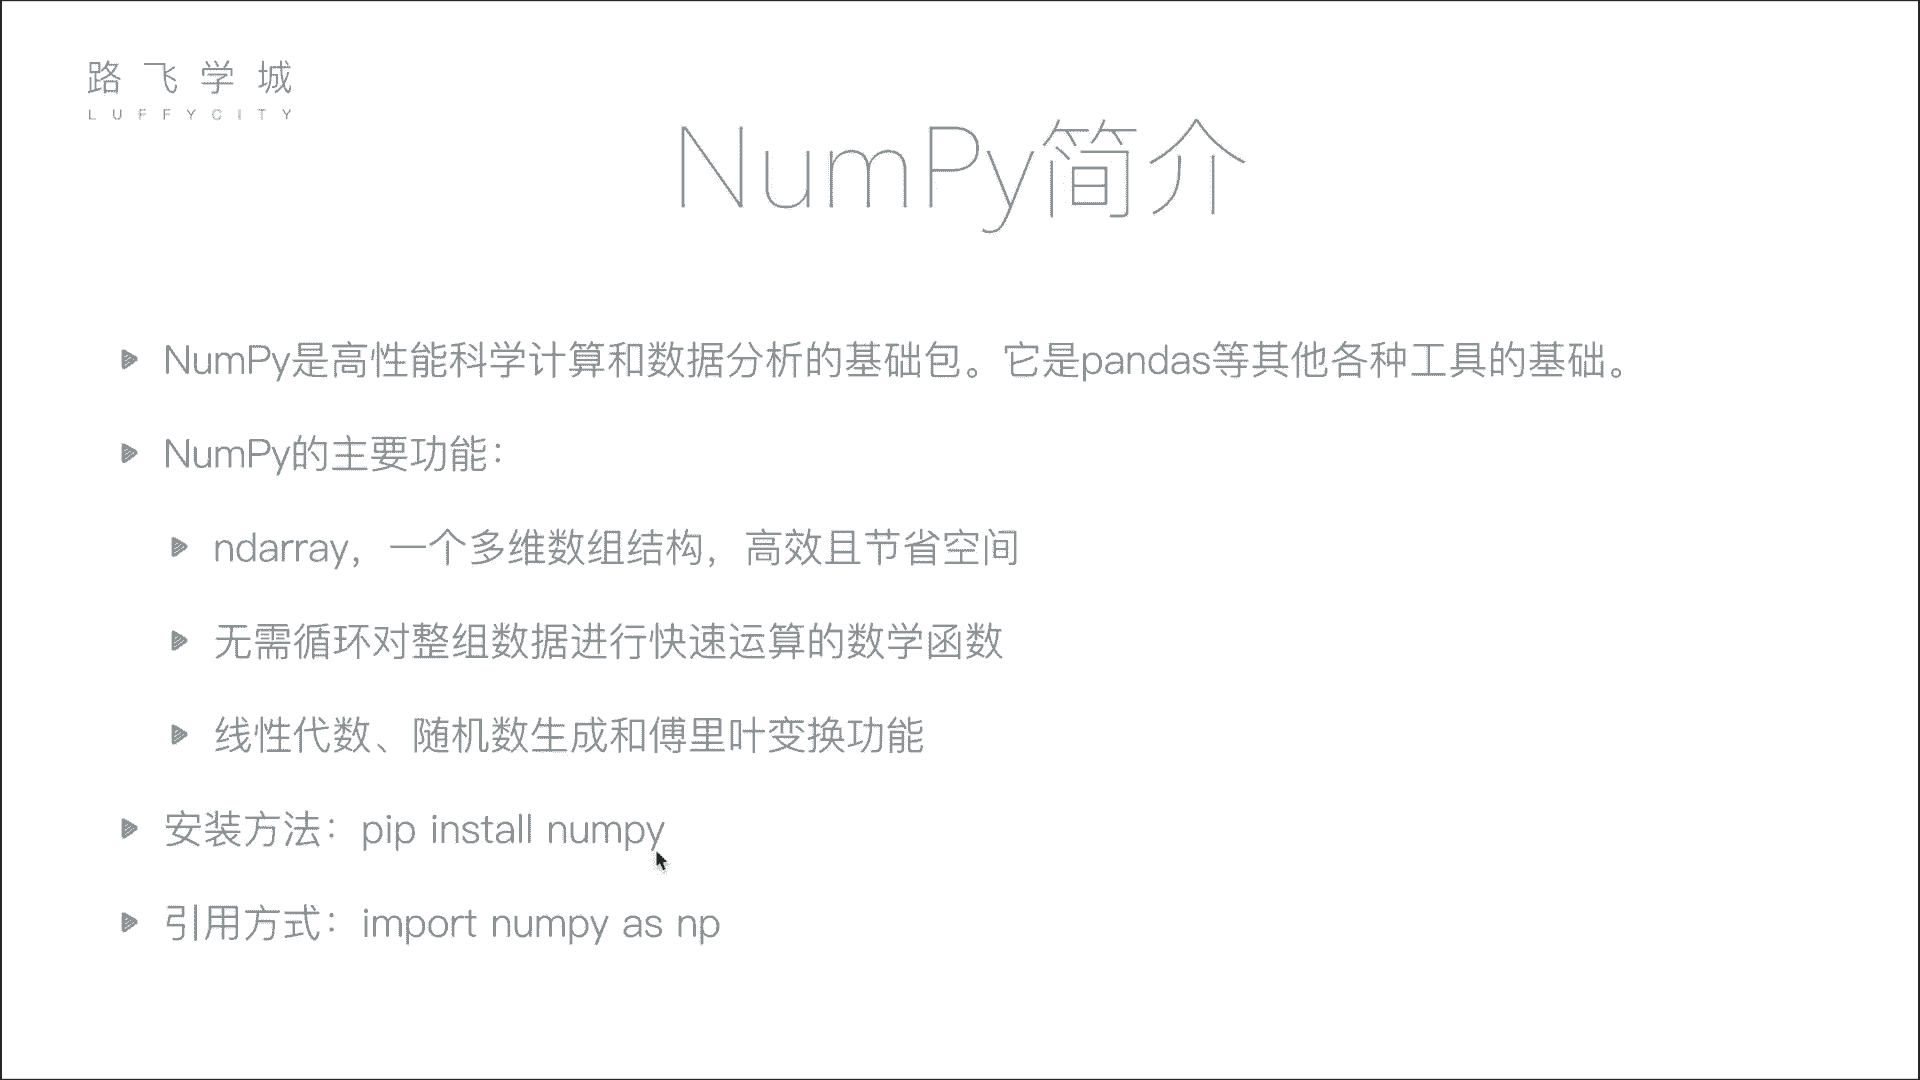 路飞学城
LUFFYCITY
NumPy简介
NumPy是高性能科学计算和数据分析的基础包。它是pandas等其他各种工具的基础。
NumPy的主要功能：
ndarray，一个多维数组结构，高效且节省空间
无需循环对整组数据进行快速运算的数学函数
线性代数、随机数生成和傅里叶变换功能
安装方法：pip install numpy
引用方式：import numpy as np